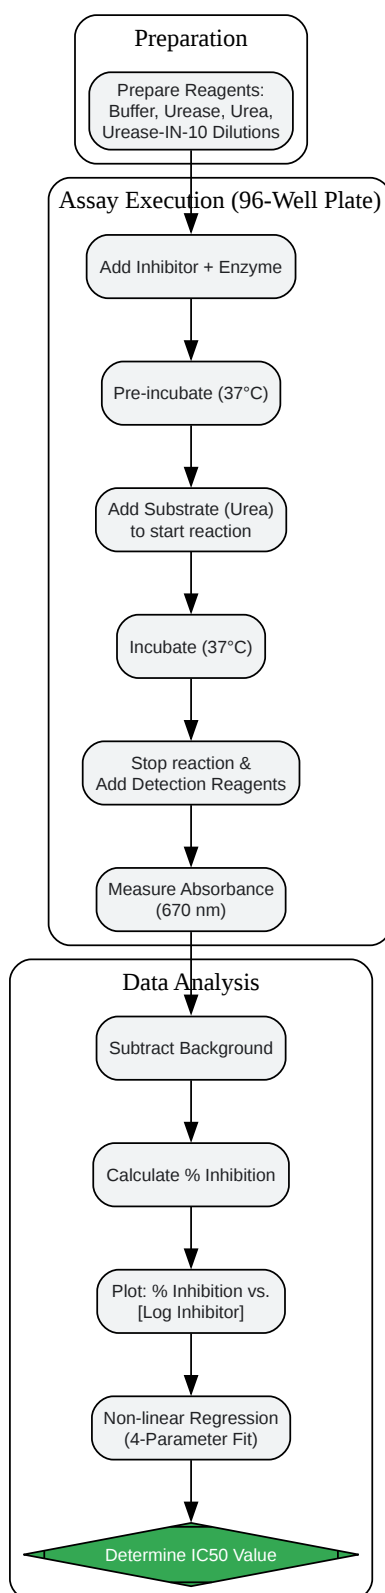 Preparation
Prepare Reagents:
Buffer, Urease, Urea,
Urease-IN-10 Dilutions
Assay Execution (96-Well Plate)
Add Inhibitor + Enzyme
Pre-incubate (37°C)
Add Substrate (Urea)
to start reaction
Incubate (37°C)
Stop reaction &
Add Detection Reagents
Measure Absorbance
(670 nm)
Data Analysis
Subtract Background
Calculate % Inhibition
Plot: % Inhibition vs.
[Log Inhibitor]
Non-linear Regression
(4-Parameter Fit)
Determine IC50 Value